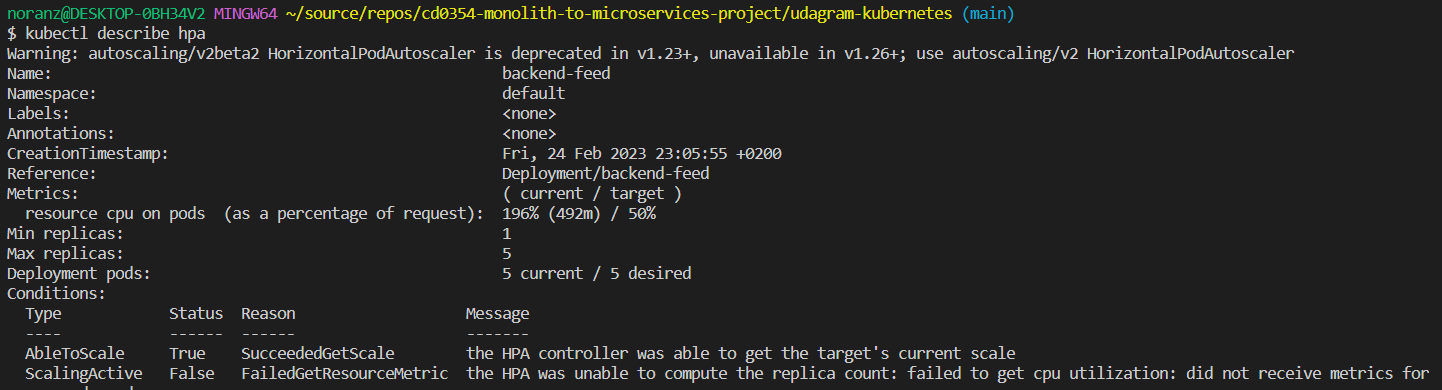 noranz@DESKTOP-0BH34V2 MINGW64 ~/source/repos/cd0354-monolith-to-microservices-project/udagram-kubernetes (main)
$ kubectl describe hpa
Warning: autoscaling/v2beta2 HorizontalPodAutoscaler is deprecated in v1.23+, unavailable in v1.26+; use autoscaling/v2 HorizontalPodAutoscaler
Name: backend-feed
Namespace: default
Labels: <none>
Annotations: <none>
CreationTimestamp: Fri, 24 Feb 2023 23:05:55 +0200
Reference: Deployment/backend-feed
Metrics: ( current / target )
resource cpu on pods (as a percentage of request): 196% (492m) / 50%
Min replicas: 1
Max replicas: 5
Deployment pods: 5 current / 5 desired
Conditions:
Type Status Reason Message
---- ------ ------ -------
AbleToScale True SucceededGetScale the HPA controller was able to get the target's current scale
ScalingActive False FailedGetResourceMetric the HPA was unable to compute the replica count: failed to get cpu utilization: did not receive metrics for